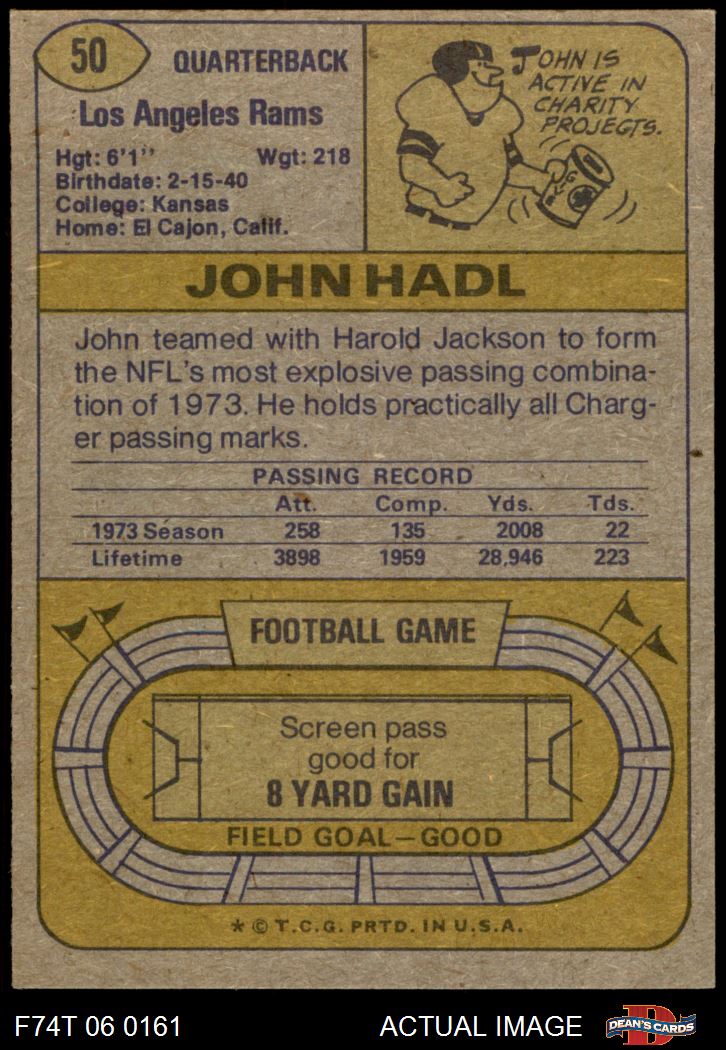 50
QUARTERBACK
Los Angeles Rams
Hgt: 6'1" Wgt: 218
Birthdate: 2-15-40
College: Kansas
Home: El Cajon, Calif.
JOHN IS
ACTIVE IN
CHARITY
PROJECTS.
JOHN HADL
John teamed with Harold Jackson to form
the NFL's most explosive passing combina-
tion of 1973. He holds practically all Charg-
er passing marks.
PASSING RECORD
Att. Comp. Yds. Tds.
1973 Season 258 135 2008 22
Lifetime 3898 1959 28,946 223
FOOTBALL GAME
Screen pass
good for
8 YARD GAIN
FIELD GOAL—GOOD
* © T.C.G. PRTD. IN U.S.A.
F74T 06 0161 ACTUAL IMAGE
DEAN'S CARDS